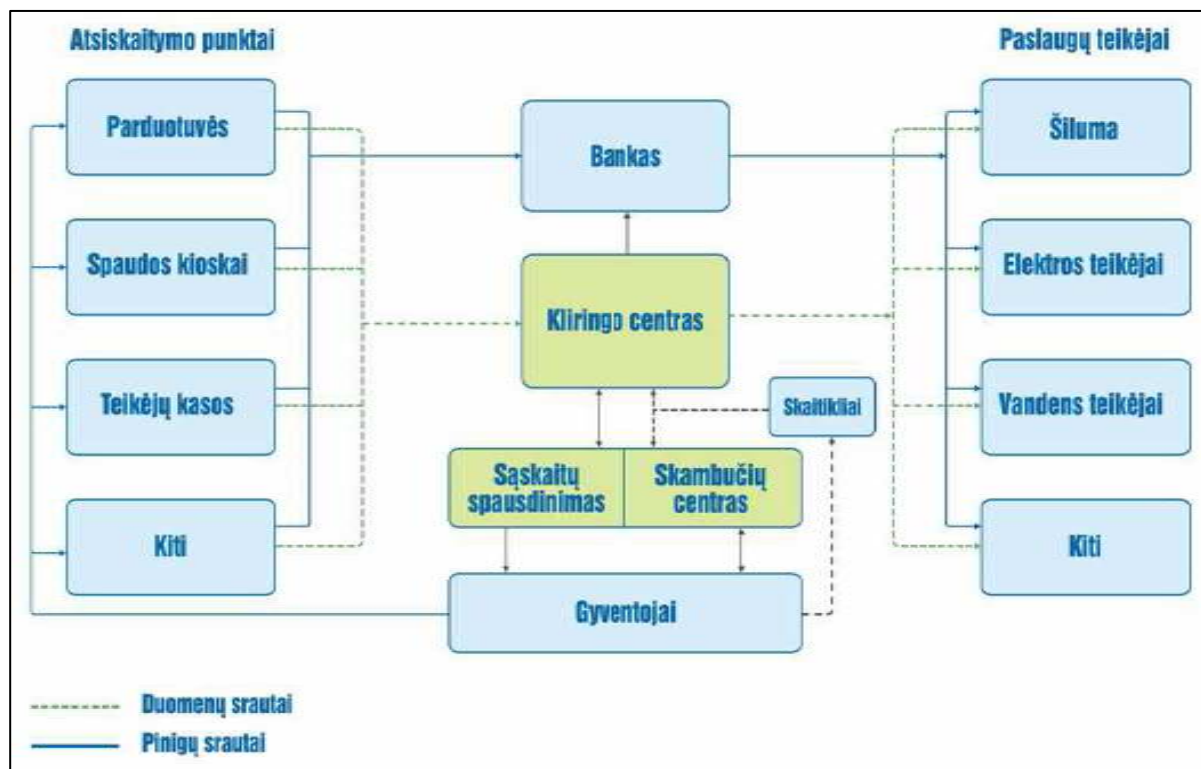 Atsiskaitymo punktai
Paslaugų teikėjai
Parduotuvės
Bankas
Šiluma
Spaudos kioskai
Kliringo centras
Elektros teikėjai
Teikėjų kasos
Skaitikliai
Vandens teikėjai
Sąskaitų
spausdinimas
Skambučių
centras
Kiti
Gyventojai
Kiti
Duomenų srautai
Pinigų srautai